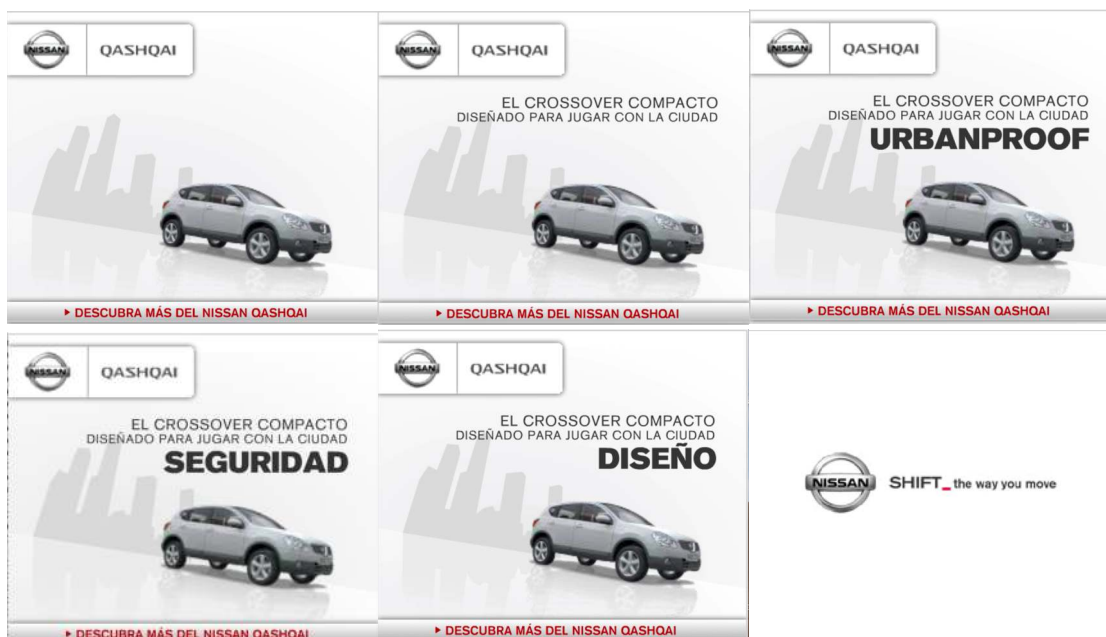 NISSAN QASHQAI
DESCUBRA MÁS DEL NISSAN QASHQAI
NISSAN QASHQAI
EL CROSSOVER COMPACTO
DISEÑADO PARA JUGAR CON LA CIUDAD
DESCUBRA MÁS DEL NISSAN QASHQAI
NISSAN QASHQAI
EL CROSSOVER COMPACTO
DISEÑADO PARA JUGAR CON LA CIUDAD
URBANPROOF
DESCUBRA MÁS DEL NISSAN QASHQAI
NISSAN QASHQAI
EL CROSSOVER COMPACTO
DISEÑADO PARA JUGAR CON LA CIUDAD
SEGURIDAD
DESCUBRA MÁS DEL NISSAN QASHQAI
NISSAN QASHQAI
EL CROSSOVER COMPACTO
DISEÑADO PARA JUGAR CON LA CIUDAD
DISEÑO
DESCUBRA MÁS DEL NISSAN QASHQAI
NISSAN SHIFT_the way you move